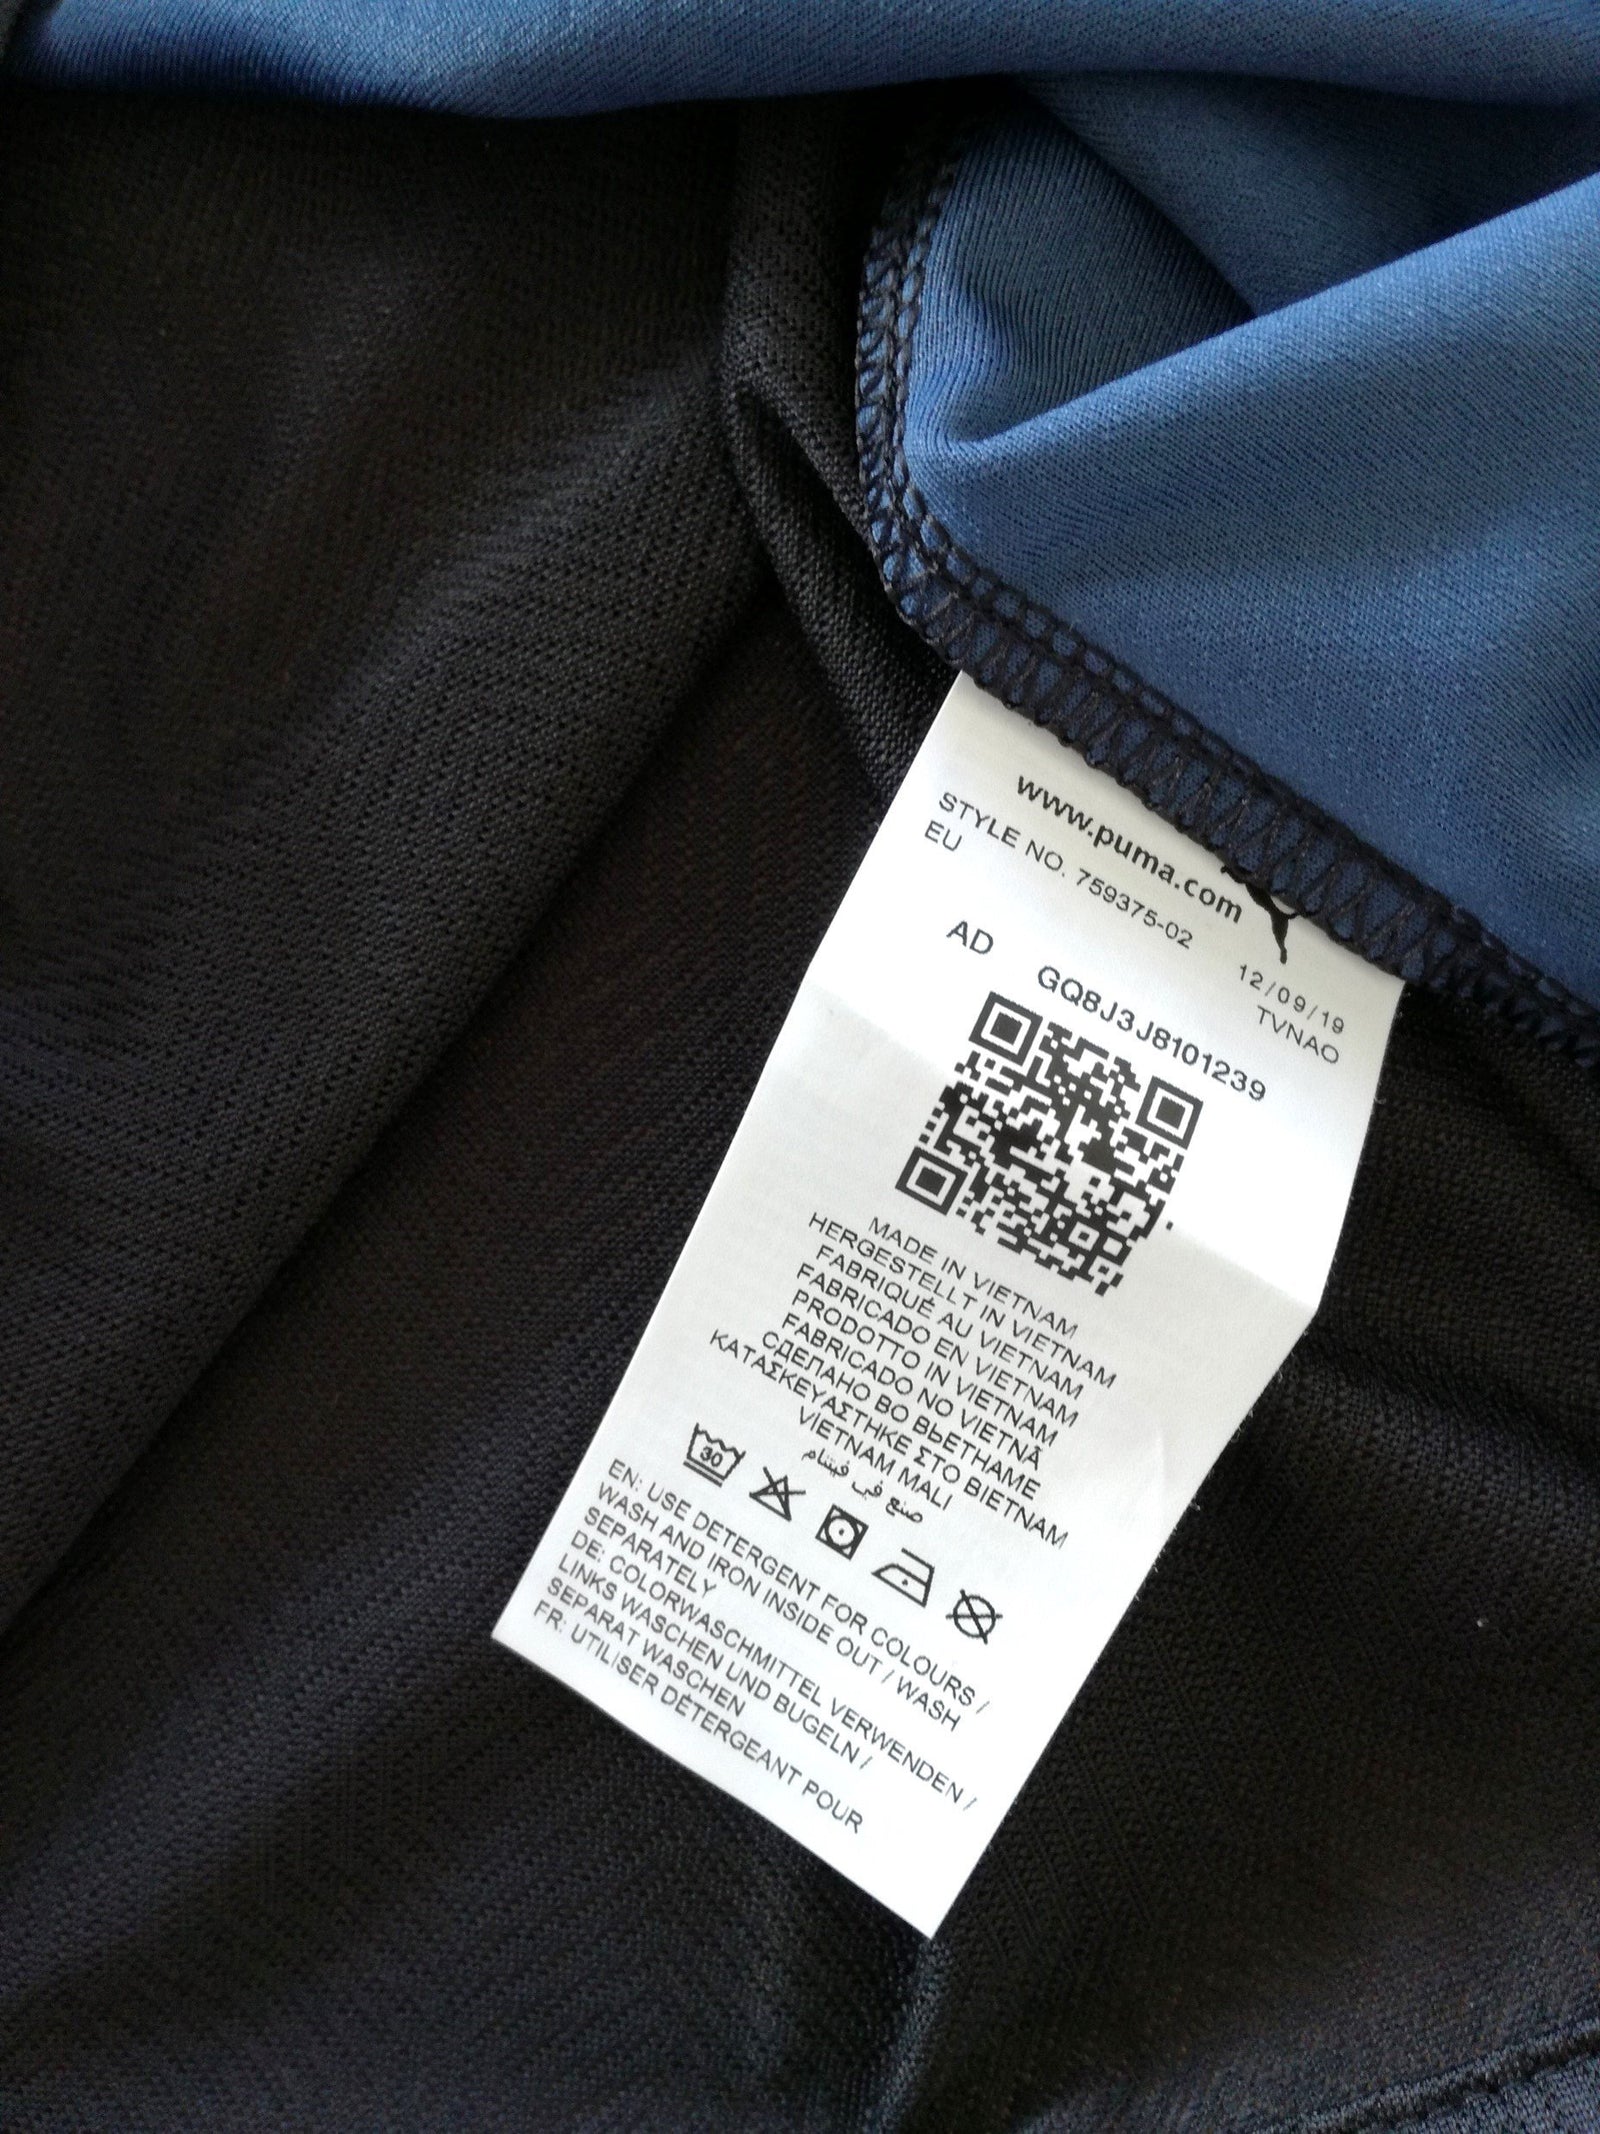 www.puma.com
STYLE NO. 759375-02
EU
12/09/19
TVNAO
AD GQ8J3J8101239
MADE IN VIETNAM
HERGESTELLT IN VIETNAM
FABRIQUÉ AU VIETNAM
FABRICADO EN VIETNAM
PRODOTTO IN VIETNAM
FABRICADO NO VIETNÃ
СДЕЛАНО ВО ВЬЕТНАМЕ
ΚΑΤΑΣΚΕΥΑΣΤΗΚΕ ΣΤΟ ΒΙΕΤΝΑΜ
VİETNAM MALI
صنع في فيتنام
30
EN: USE DETERGENT FOR COLOURS /
WASH AND IRON INSIDE OUT / WASH
SEPARATELY
DE: COLORWASCHMITTEL VERWENDEN /
LINKS WASCHEN UND BUGELN /
SEPARAT WASCHEN
FR: UTILISER DÉTERGEANT POUR